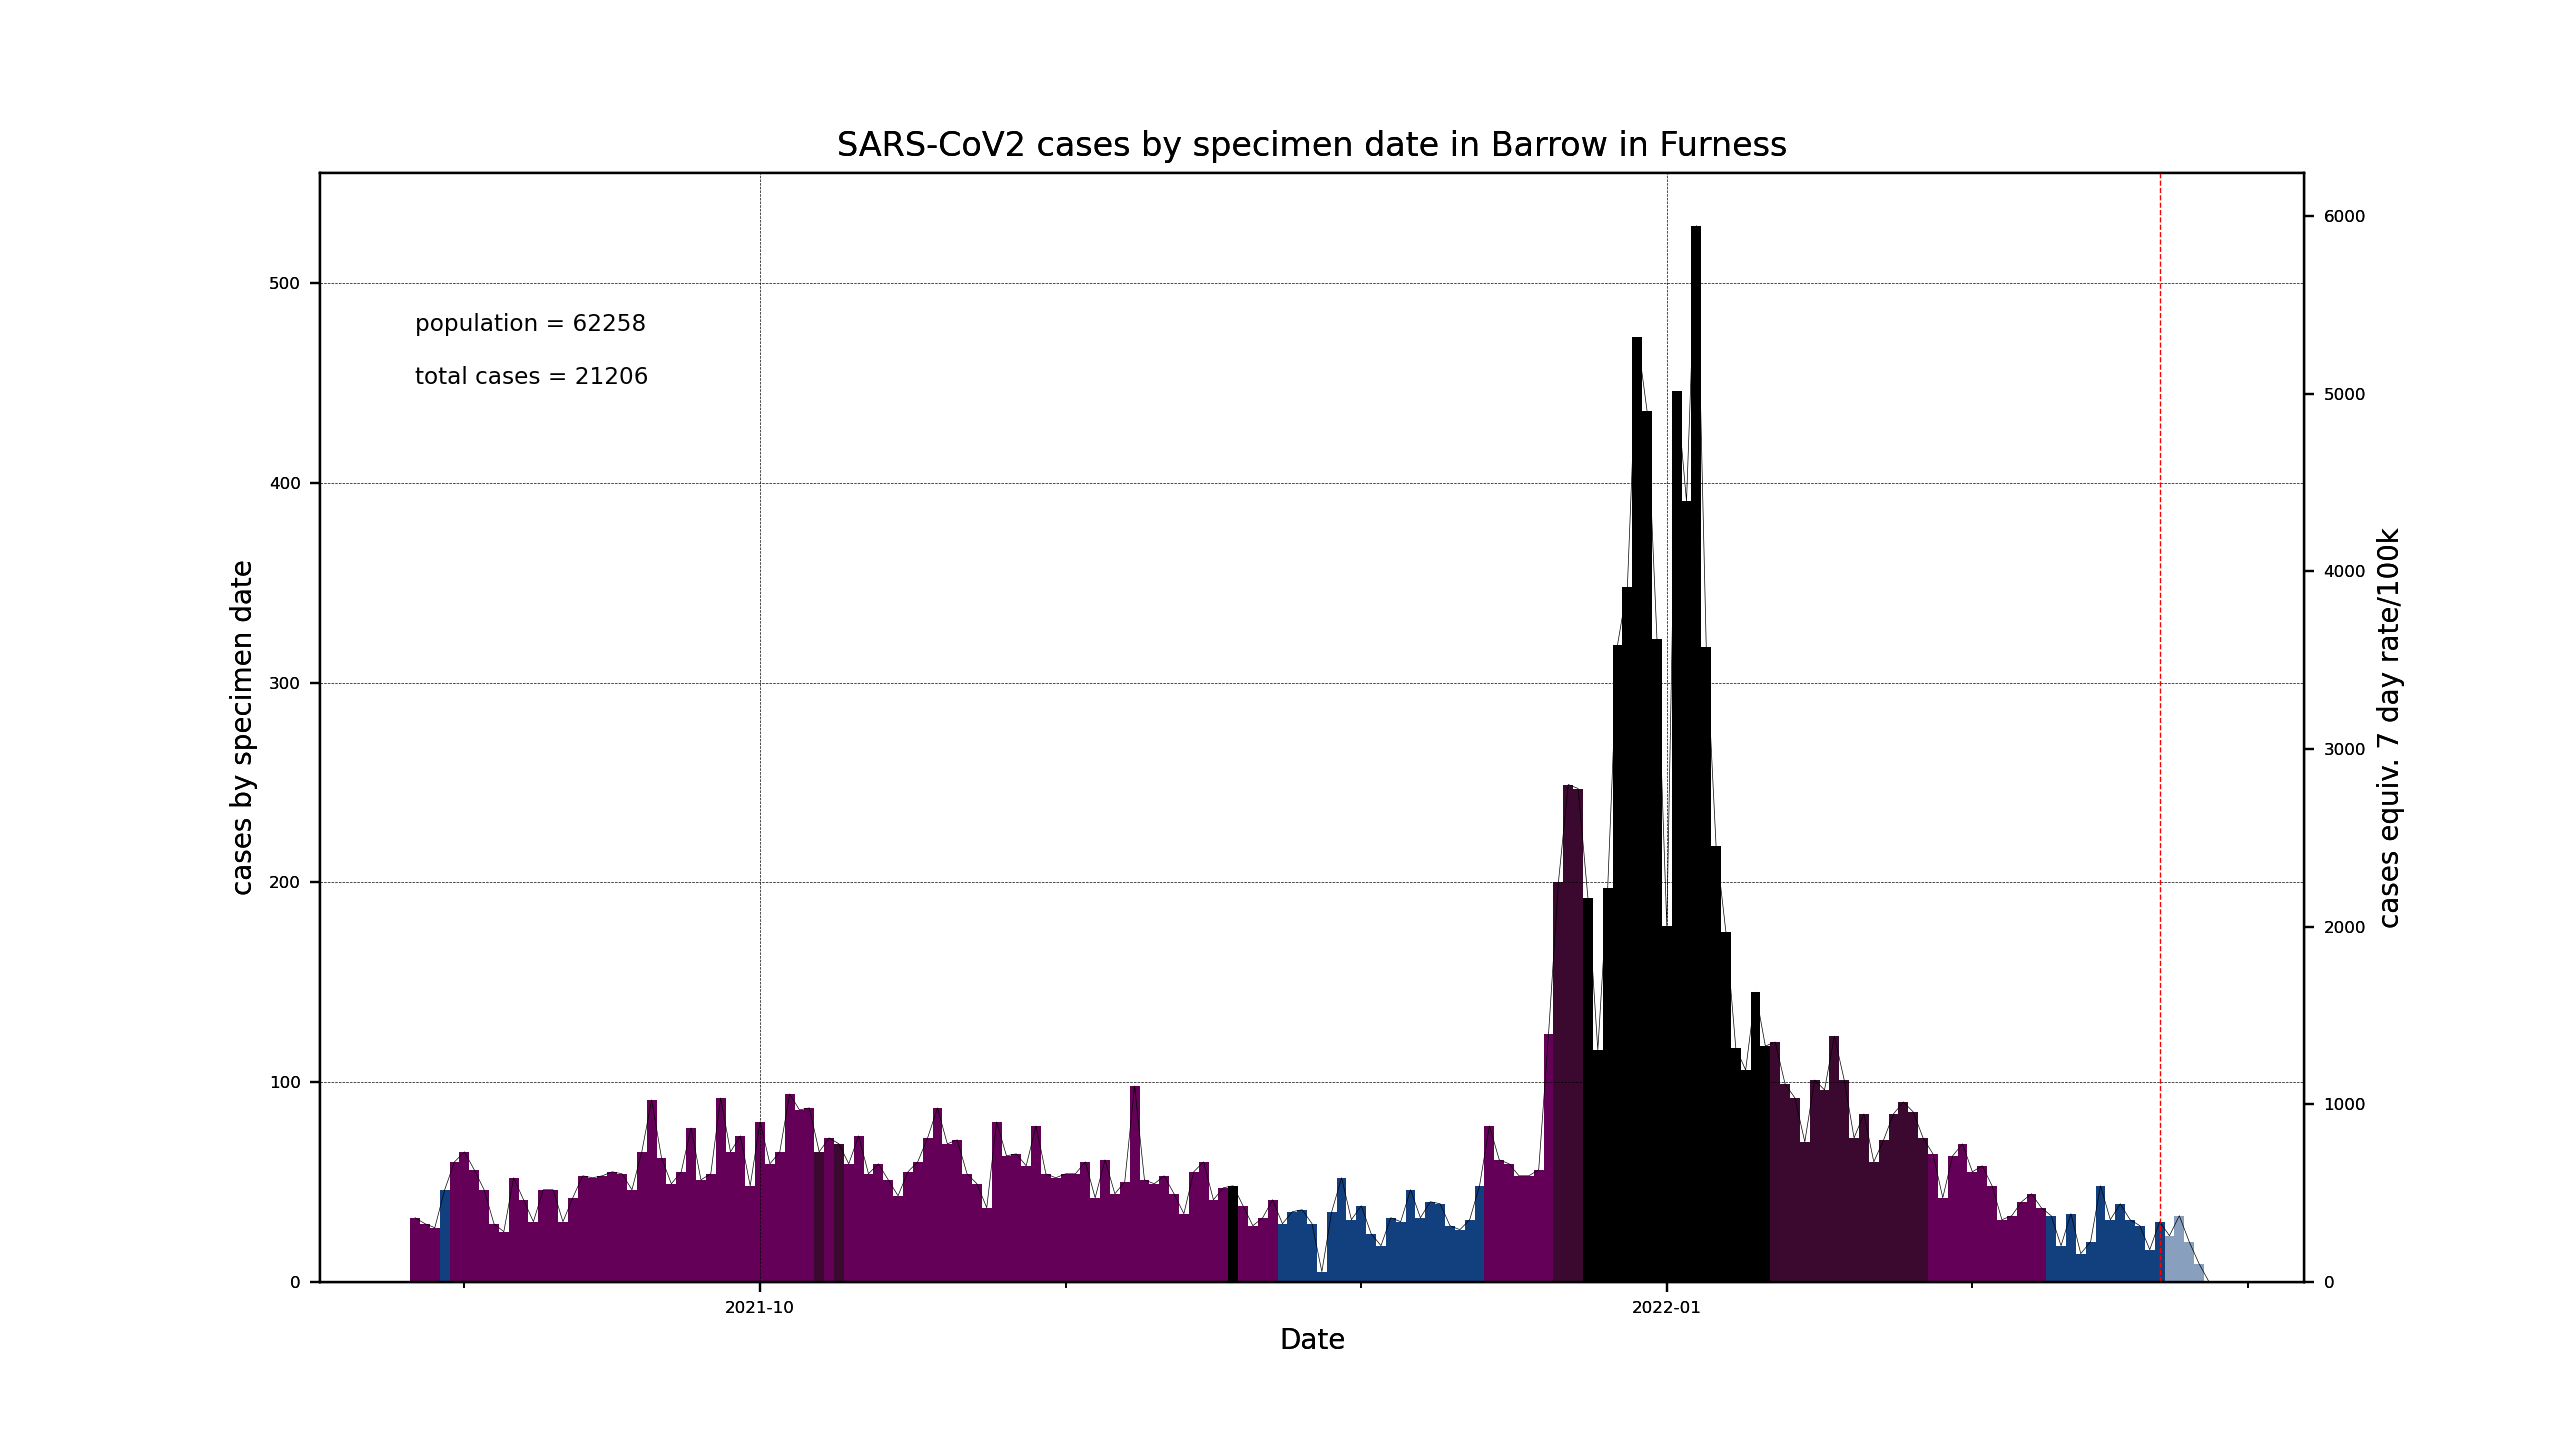 SARS-CoV2 cases by specimen date in Barrow in Furness
population = 62258
total cases = 21206
cases by specimen date
0
100
200
300
400
500
cases equiv. 7 day rate/100k
0
1000
2000
3000
4000
5000
6000
2021-10
2022-01
Date